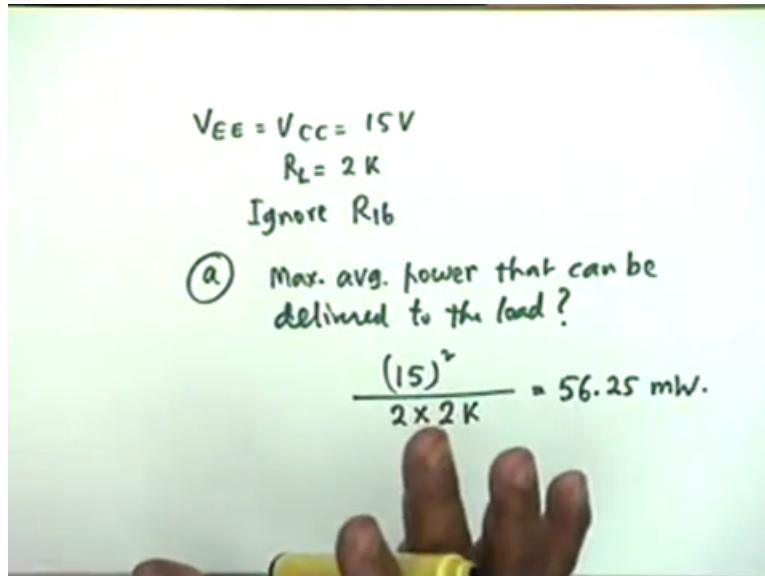 VEE = VCC = 15V
RL = 2 K
Ignore R16
(a) Max. avg. power that can be
delivered to the load?
(15)²
2 × 2 K = 56.25 mW.